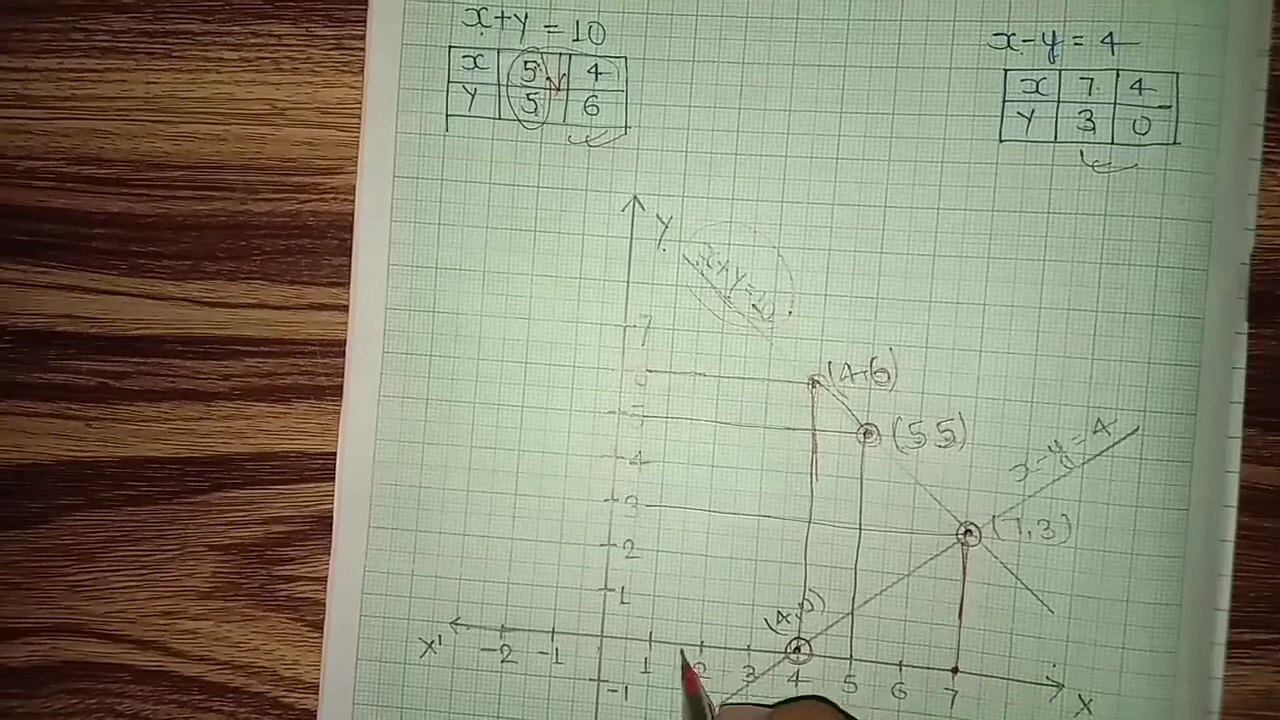 x+y = 10
x 5 4
y 5 6
x-y = 4
x 7 4
y 3 0
Y
x+y=10
7
6
(4,6)
5
(5 5)
4
x-y=4
3
(7,3)
2
1
(4,0)
X' -2 -1 1 2 3 4 5 6 7 X
-1